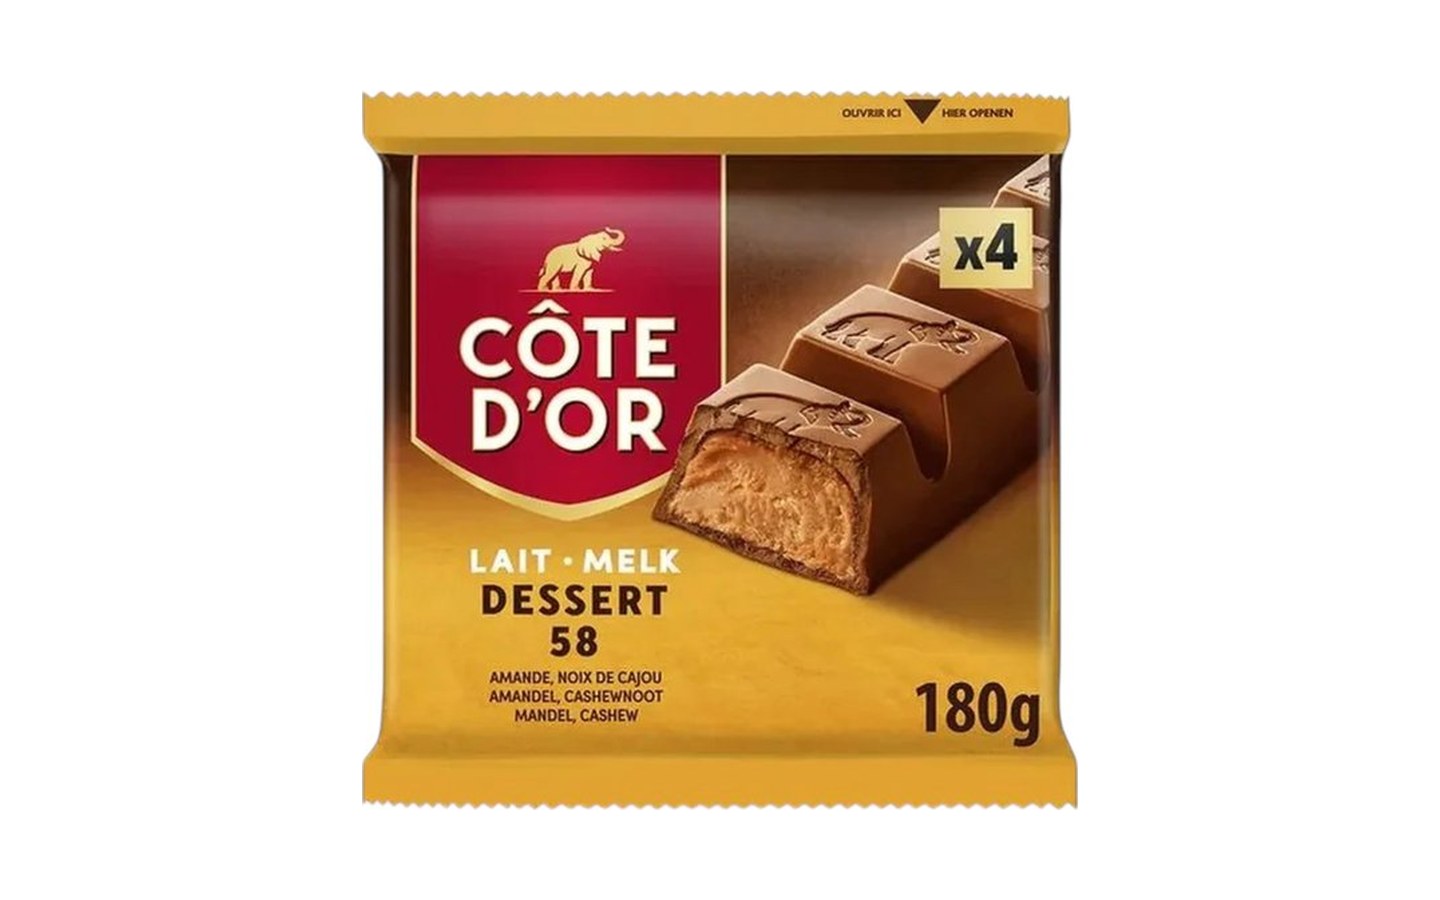 OUVRIR ICI HIER OPENEN
x4
CÔTE
D'OR
LAIT • MELK
DESSERT
58
AMANDE, NOIX DE CAJOU
AMANDEL, CASHEWNOOT
MANDEL, CASHEW
180g